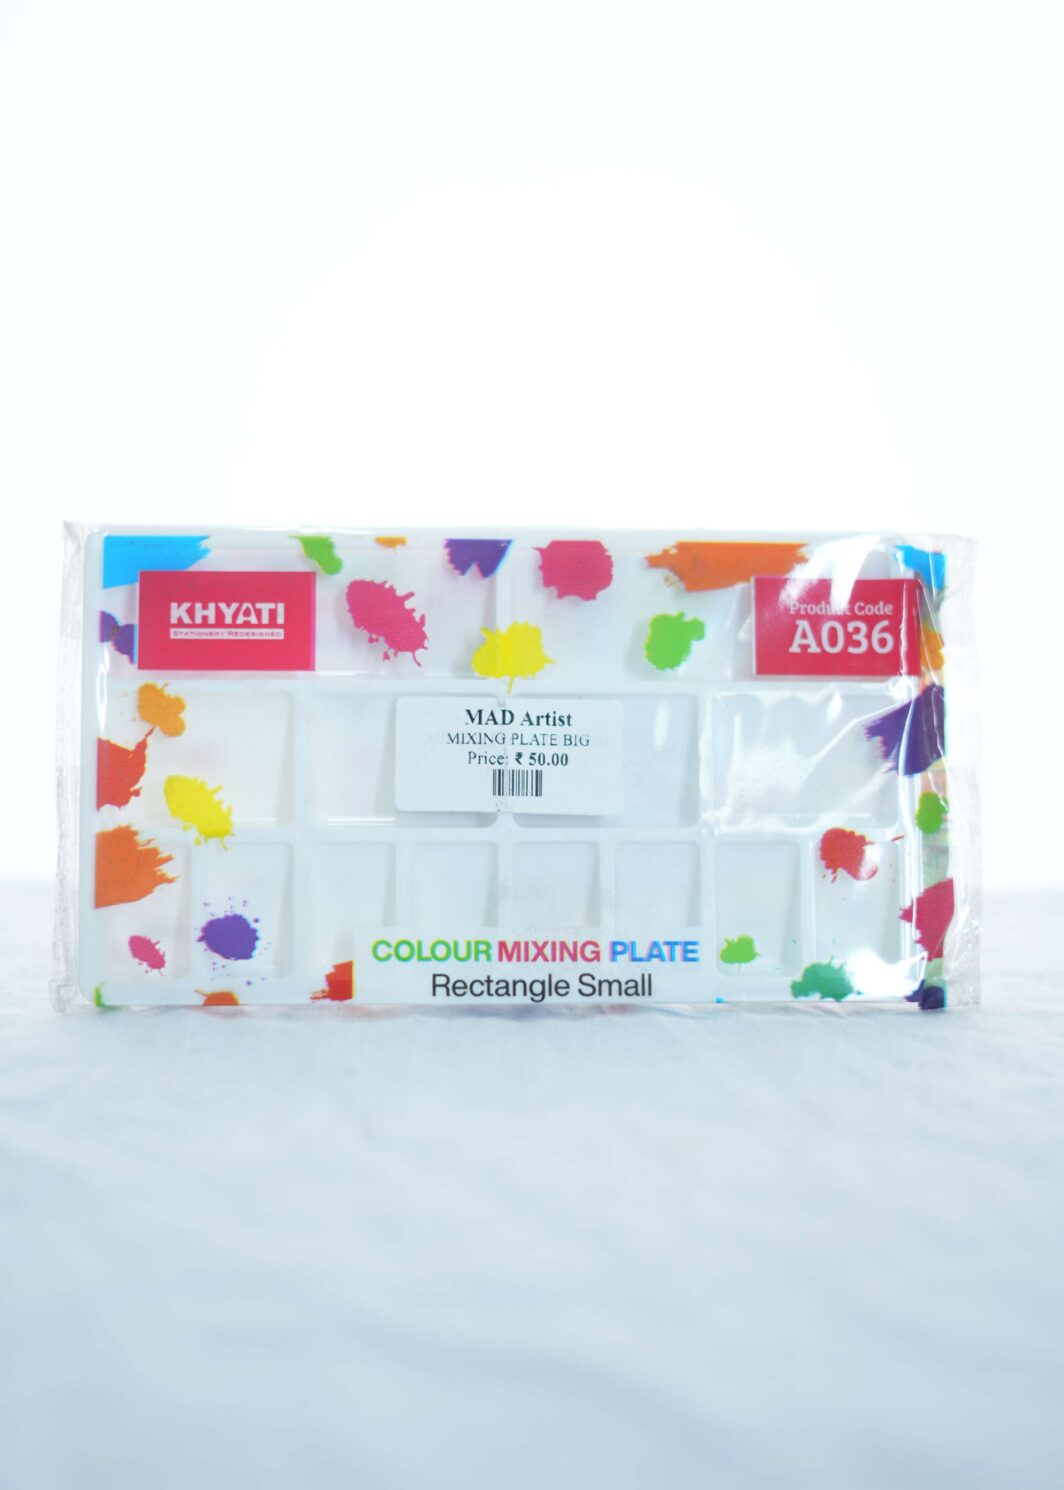 KHYATI
STATIONERY REDESIGNED
Product Code
A036
MAD Artist
MIXING PLATE BIG
Price: ₹ 50.00
COLOUR MIXING PLATE
Rectangle Small